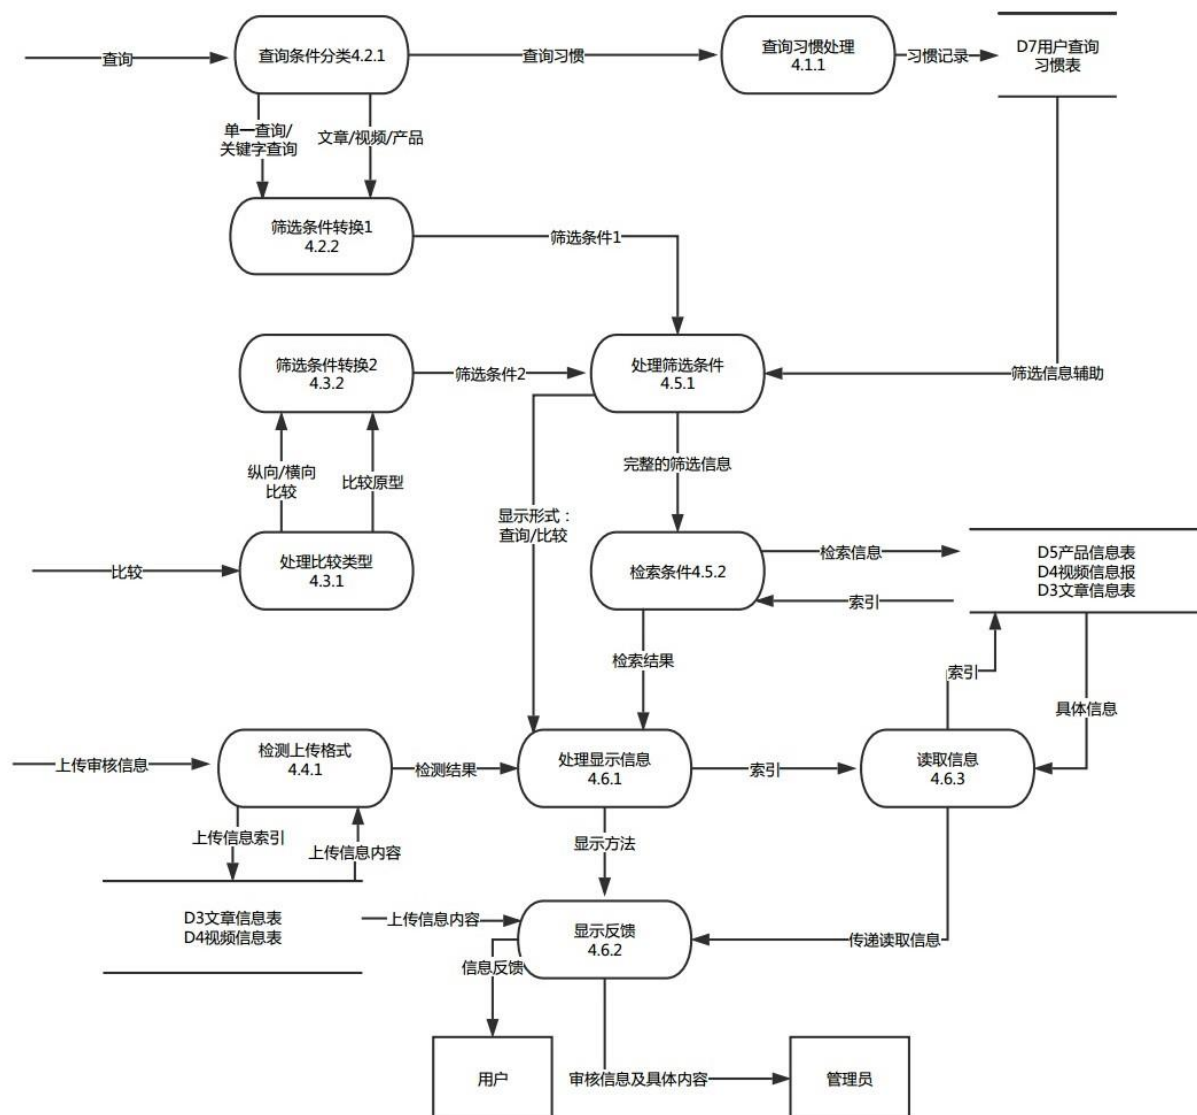 查询
查询条件分类4.2.1
查询习惯
查询习惯处理
4.1.1
习惯记录
D7用户查询
习惯表
单一查询/
关键字查询
文章/视频/产品
筛选条件转换1
4.2.2
筛选条件1
筛选条件转换2
4.3.2
筛选条件2
处理筛选条件
4.5.1
筛选信息辅助
纵向/横向
比较
比较原型
完整的筛选信息
显示形式：
查询/比较
比较
处理比较类型
4.3.1
检索条件4.5.2
检索信息
索引
D5产品信息表
D4视频信息报
D3文章信息表
检索结果
索引
具体信息
上传审核信息
检测上传格式
4.4.1
检测结果
处理显示信息
4.6.1
索引
读取信息
4.6.3
上传信息索引
上传信息内容
显示方法
D3文章信息表
D4视频信息表
上传信息内容
显示反馈
4.6.2
传递读取信息
信息反馈
用户
审核信息及具体内容
管理员